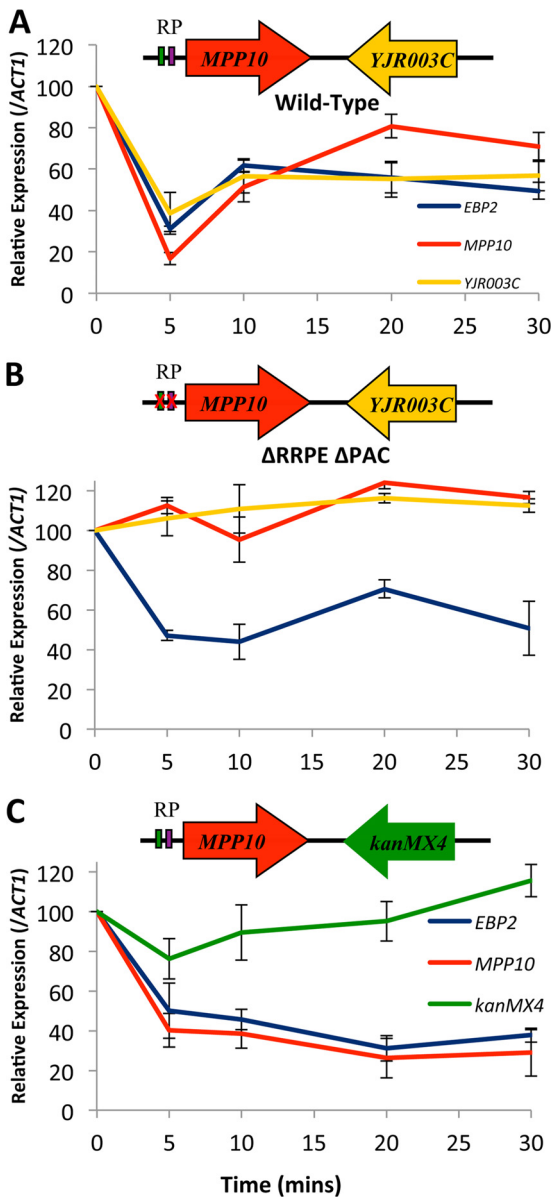 A
RP
MPP10
YJR003C
Wild-Type
Relative Expression (/ACT1)
120
100
80
60
40
20
0
EBP2
MPP10
YJR003C
0 5 10 15 20 25 30
B
RP
MPP10
YJR003C
ΔRRPE ΔPAC
Relative Expression (/ACT1)
120
100
80
60
40
20
0
0 5 10 15 20 25 30
C
RP
MPP10
kanMX4
Relative Expression (/ACT1)
120
100
80
60
40
20
0
EBP2
MPP10
kanMX4
0 5 10 15 20 25 30
Time (mins)